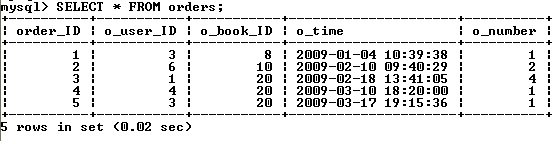 mysql> SELECT * FROM orders;
+----------+----------+----------+---------------------+----------+
| order_ID | o_user_ID | o_book_ID | o_time | o_number |
+----------+----------+----------+---------------------+----------+
| 1 | 3 | 8 | 2009-01-04 10:39:38 | 1 |
| 2 | 6 | 10 | 2009-02-10 09:40:29 | 2 |
| 3 | 1 | 20 | 2009-02-18 13:41:05 | 4 |
| 4 | 4 | 20 | 2009-03-10 18:20:00 | 1 |
| 5 | 3 | 20 | 2009-03-17 19:15:36 | 1 |
+----------+----------+----------+---------------------+----------+
5 rows in set (0.02 sec)